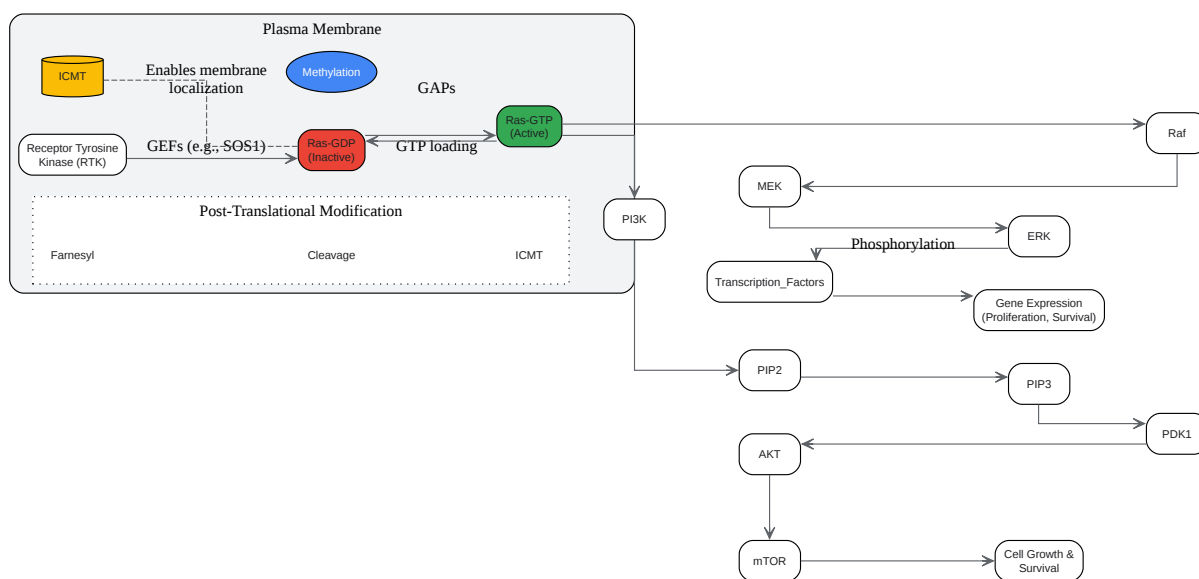 Plasma Membrane
ICMT
Enables membrane
localization
Methylation
GAPs
Ras-GTP
(Active)
Raf
Receptor Tyrosine
Kinase (RTK)
GEFs (e.g., SOS1)
Ras-GDP
(Inactive)
GTP loading
MEK
Post-Translational Modification
PI3K
ERK
Phosphorylation
Farnesyl
Cleavage
ICMT
Transcription_Factors
Gene Expression
(Proliferation, Survival)
PIP2
PIP3
PDK1
AKT
mTOR
Cell Growth &
Survival